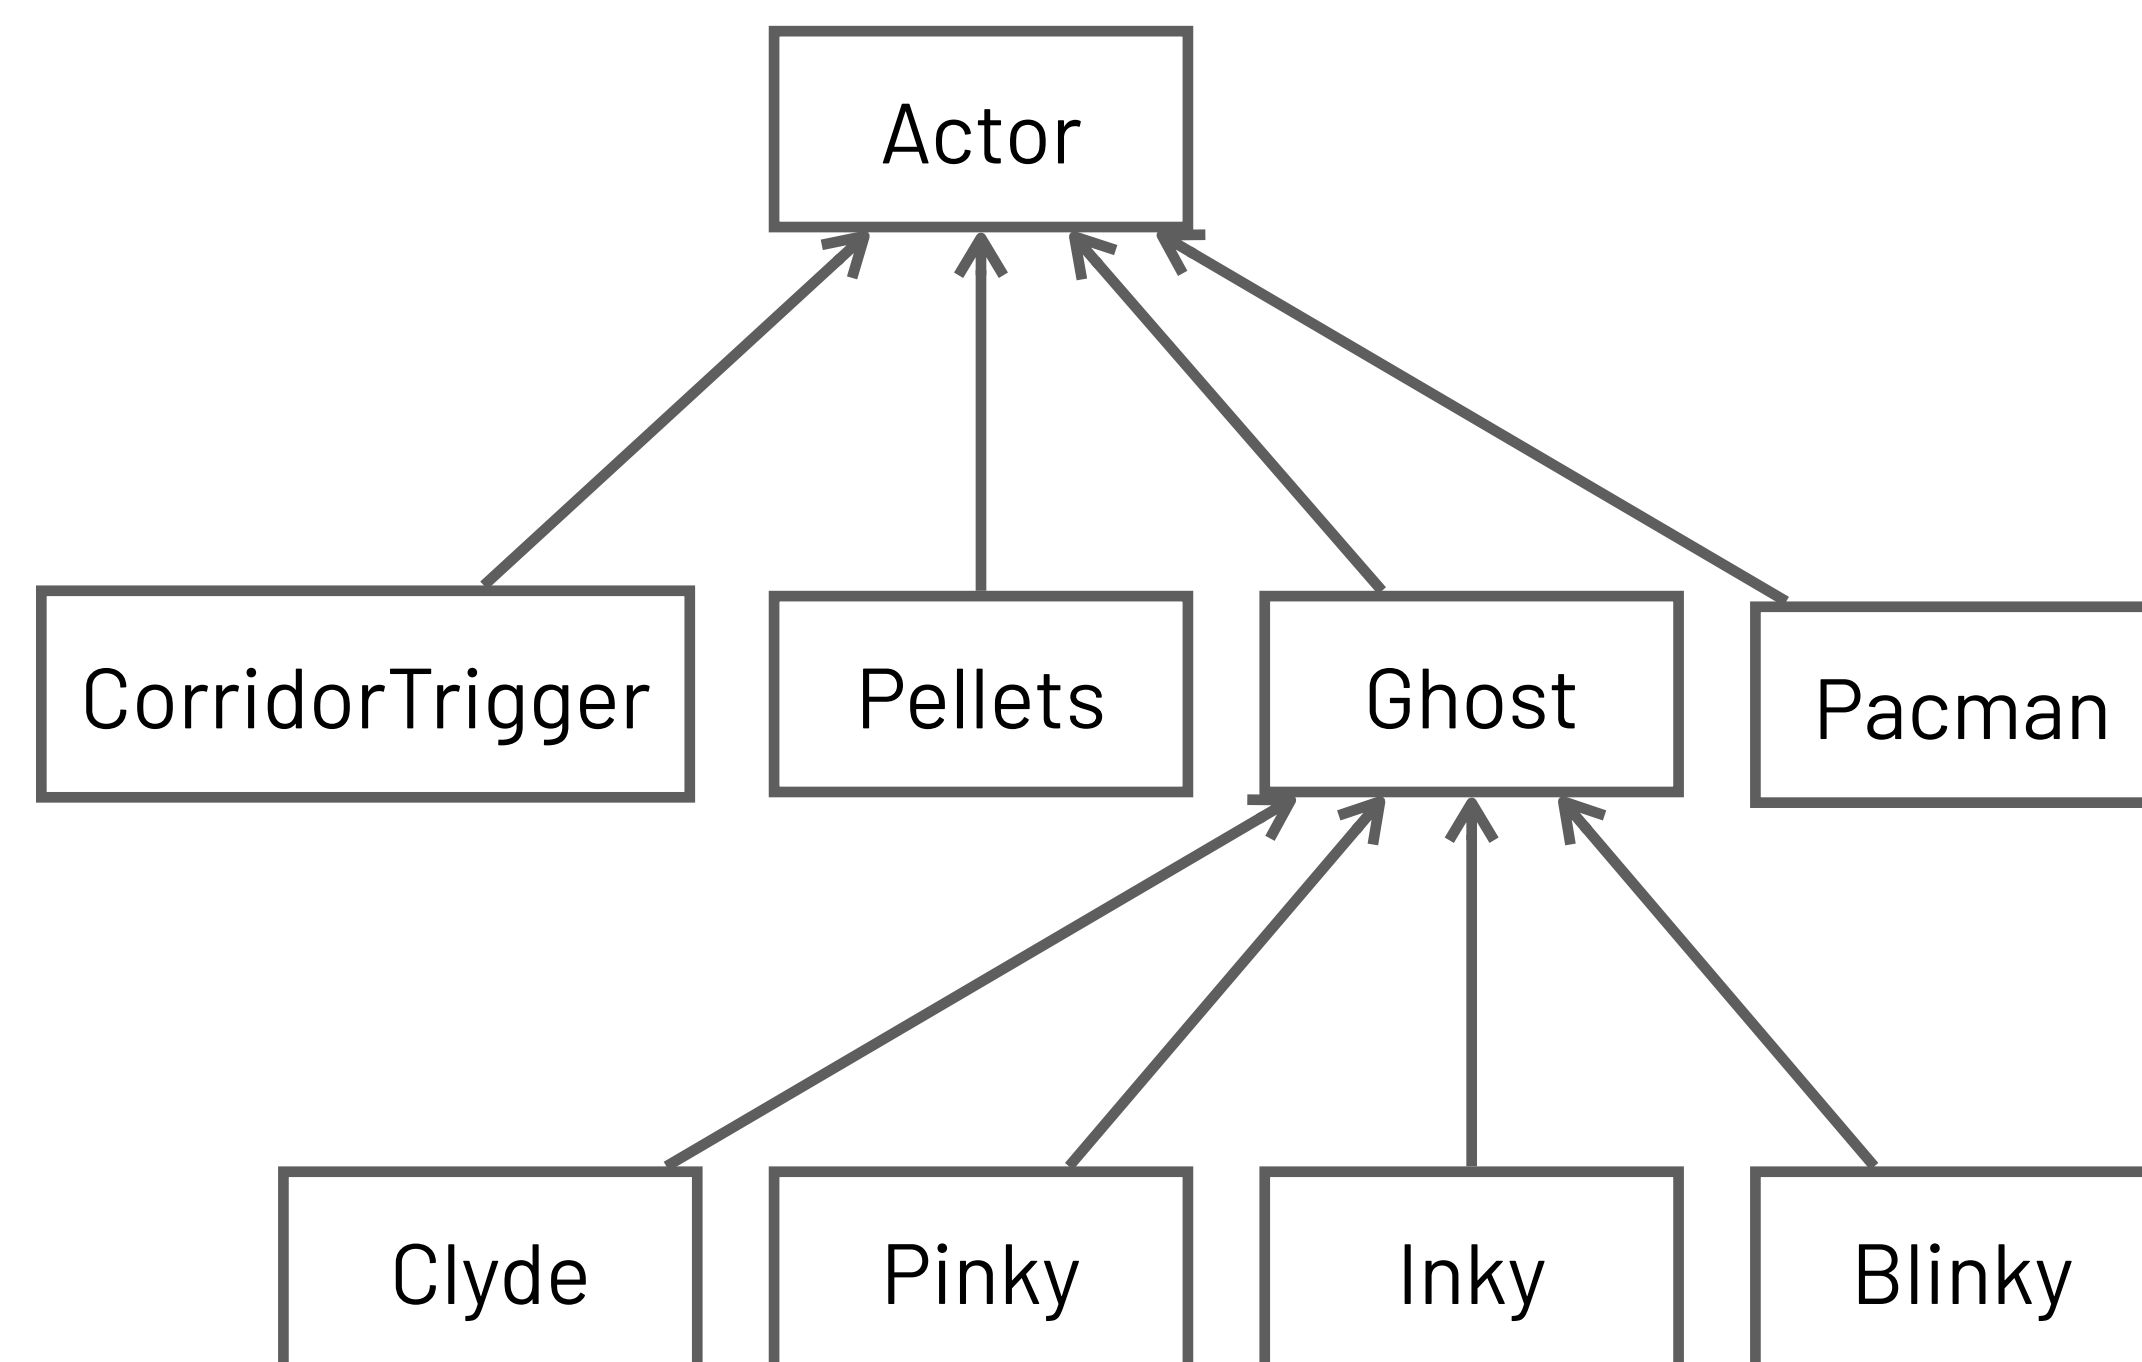 Actor
CorridorTrigger
Pellets
Ghost
Pacman
Clyde
Pinky
Inky
Blinky